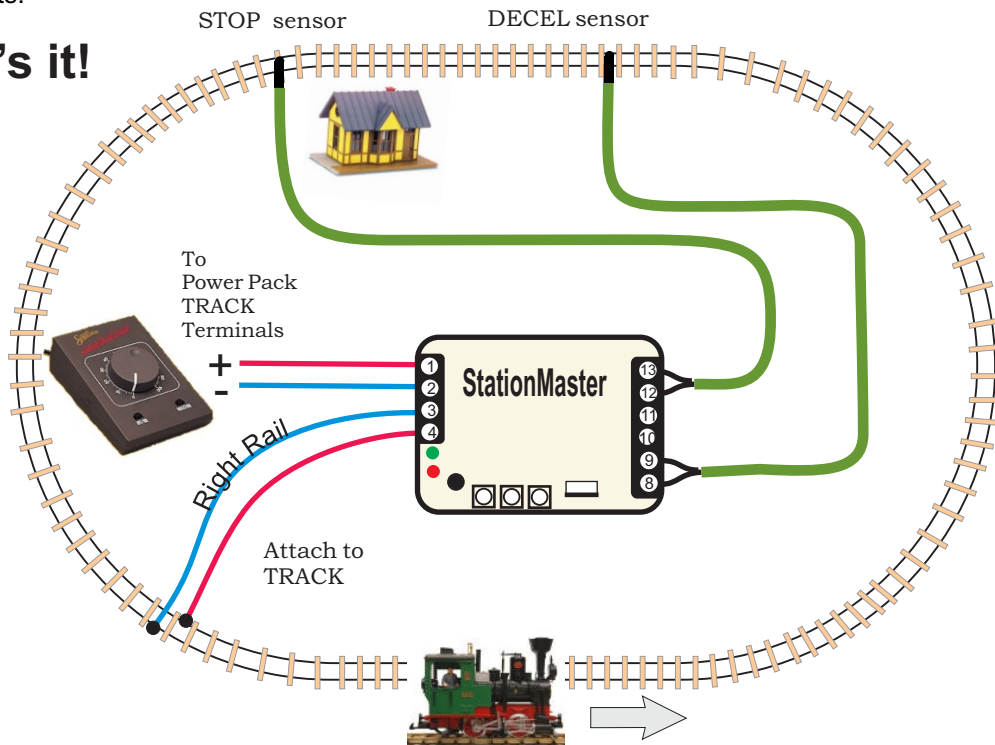 STOP sensor
DECEL sensor
's it!
To
Power Pack
TRACK
Terminals
+
-
1
2
3
4
StationMaster
13
12
11
10
9
8
Right Rail
Attach to
TRACK